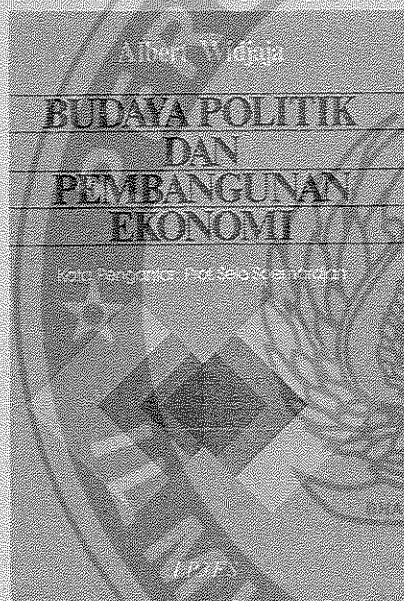 Albert Widjaja
BUDAYA POLITIK
DAN
PEMBANGUNAN
EKONOMI
Kata Pengantar: Prof. Selo Soemardjan
LP3ES